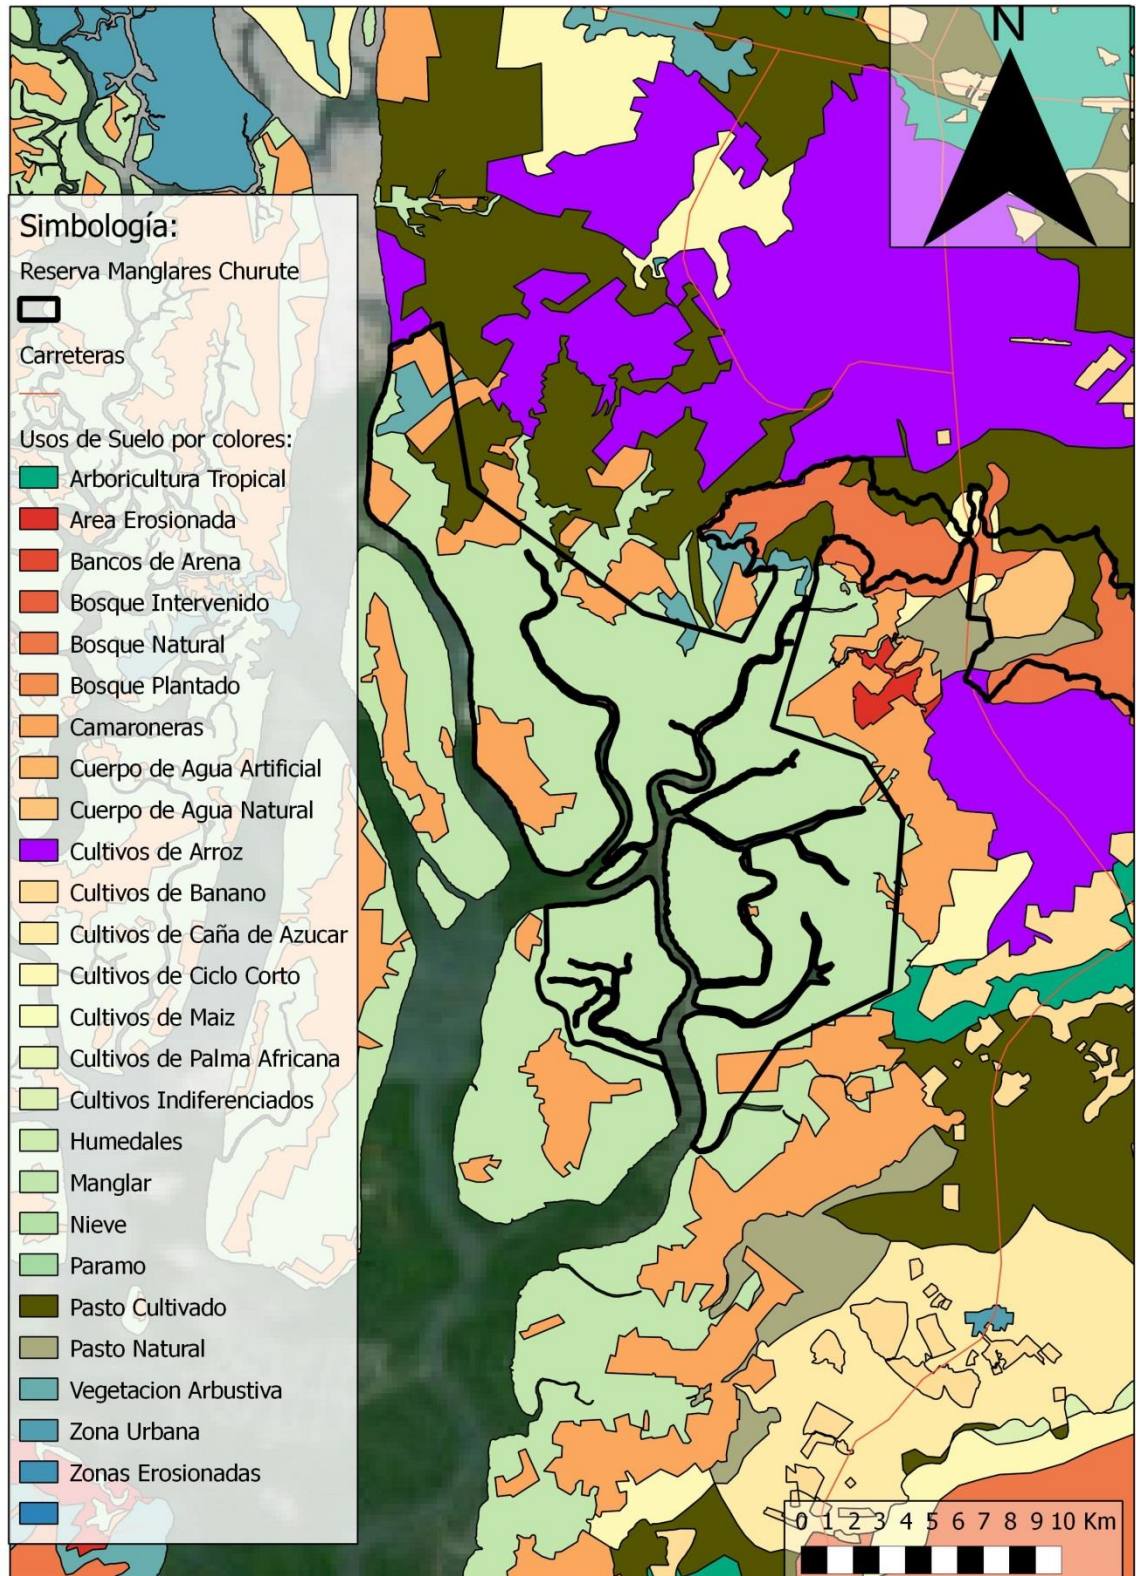 N
Simbología:
Reserva Manglares Churute
Carreteras
Usos de Suelo por colores:
Arboricultura Tropical
Area Erosionada
Bancos de Arena
Bosque Intervenido
Bosque Natural
Bosque Plantado
Camaroneras
Cuerpo de Agua Artificial
Cuerpo de Agua Natural
Cultivos de Arroz
Cultivos de Banano
Cultivos de Caña de Azucar
Cultivos de Ciclo Corto
Cultivos de Maiz
Cultivos de Palma Africana
Cultivos Indiferenciados
Humedales
Manglar
Nieve
Paramo
Pasto Cultivado
Pasto Natural
Vegetacion Arbustiva
Zona Urbana
Zonas Erosionadas
0 1 2 3 4 5 6 7 8 9 10 Km